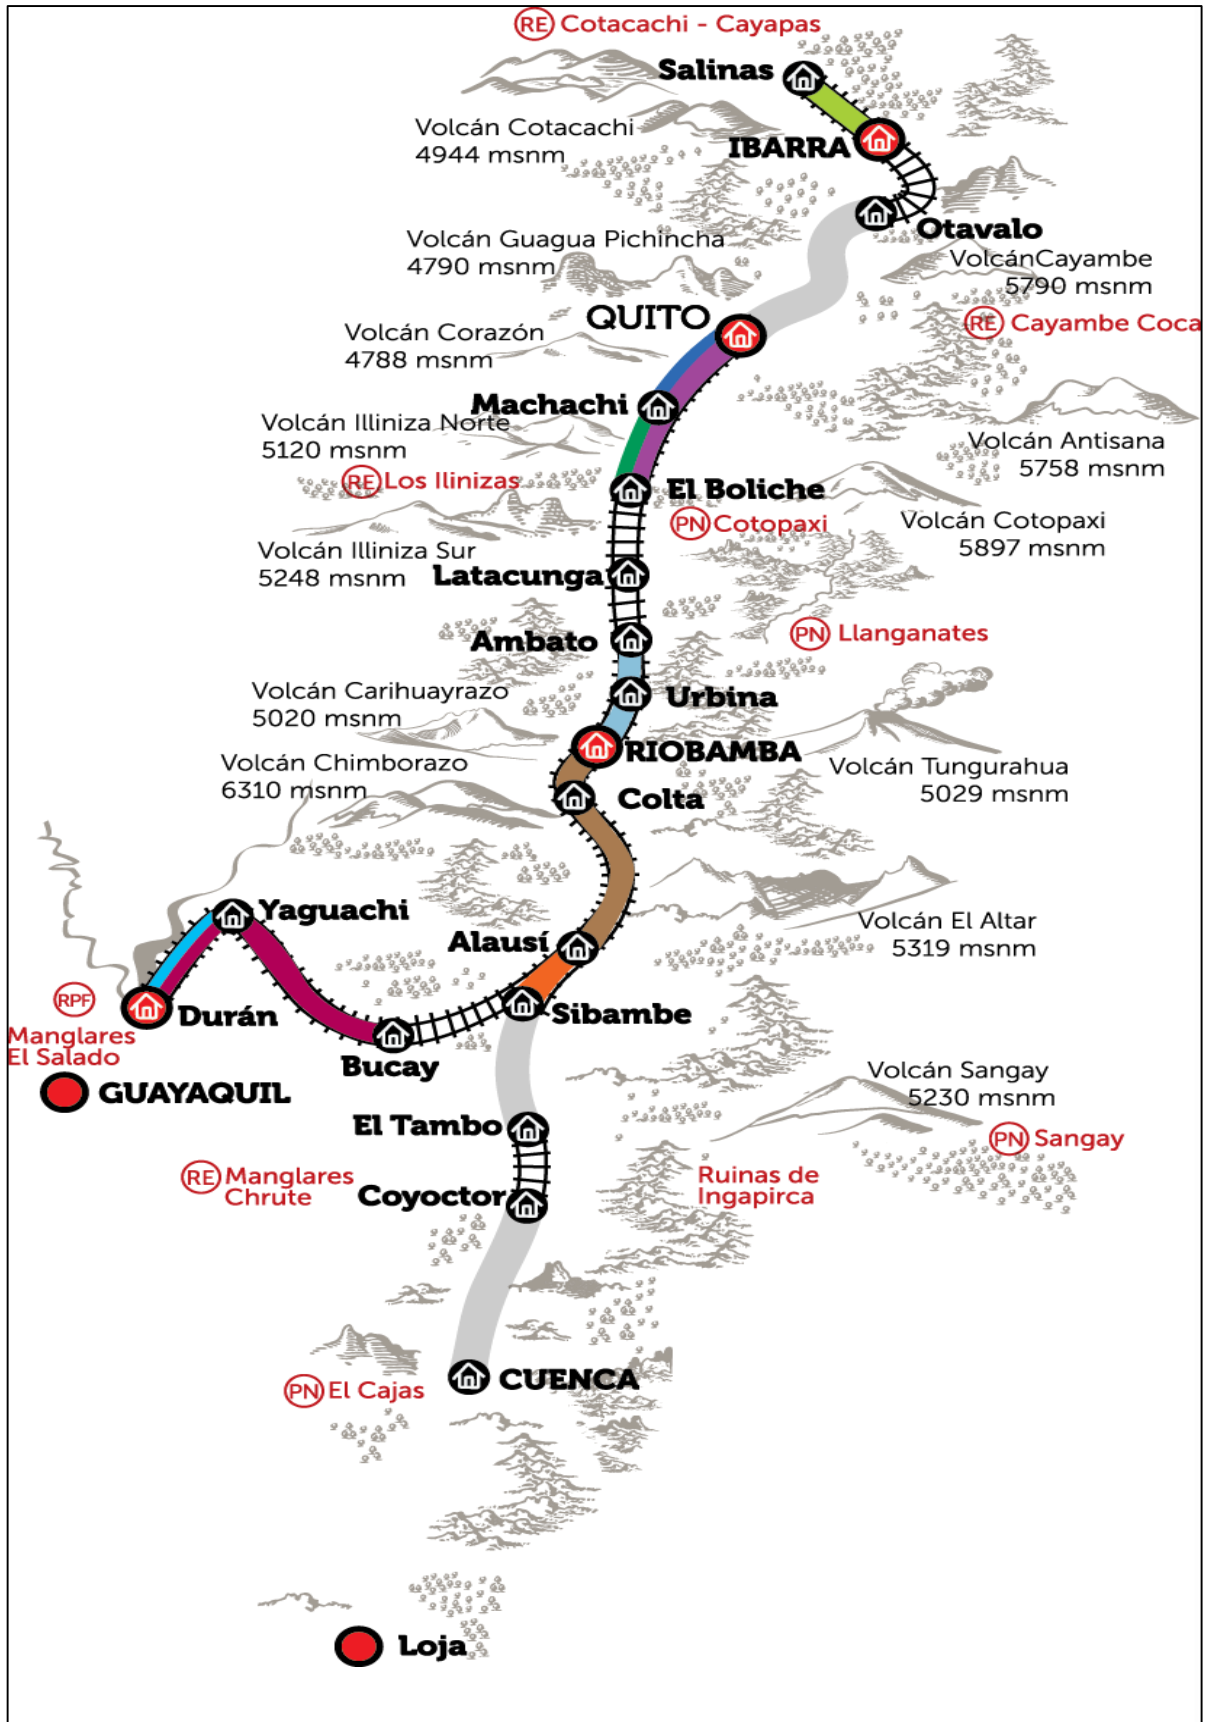 RE Cotacachi - Cayapas
Salinas
Volcán Cotacachi
4944 msnm
IBARRA
Otavalo
Volcán Guagua Pichincha
4790 msnm
VolcánCayambe
5790 msnm
QUITO
RE Cayambe Coca
Volcán Corazón
4788 msnm
Machachi
Volcán Illiniza Norte
5120 msnm
Volcán Antisana
5758 msnm
RE Los Ilinizas
El Boliche
PN Cotopaxi
Volcán Cotopaxi
5897 msnm
Volcán Illiniza Sur
5248 msnm
Latacunga
Ambato
PN Llanganates
Volcán Carihuayrazo
5020 msnm
Urbina
RIOBAMBA
Volcán Chimborazo
6310 msnm
Volcán Tungurahua
5029 msnm
Colta
Yaguachi
Alausí
Volcán El Altar
5319 msnm
RPF
Manglares
El Salado
Durán
Sibambe
Bucay
GUAYAQUIL
Volcán Sangay
5230 msnm
El Tambo
PN Sangay
RE Manglares
Chrute
Coyoctor
Ruinas de
Ingapirca
PN El Cajas
CUENCA
Loja